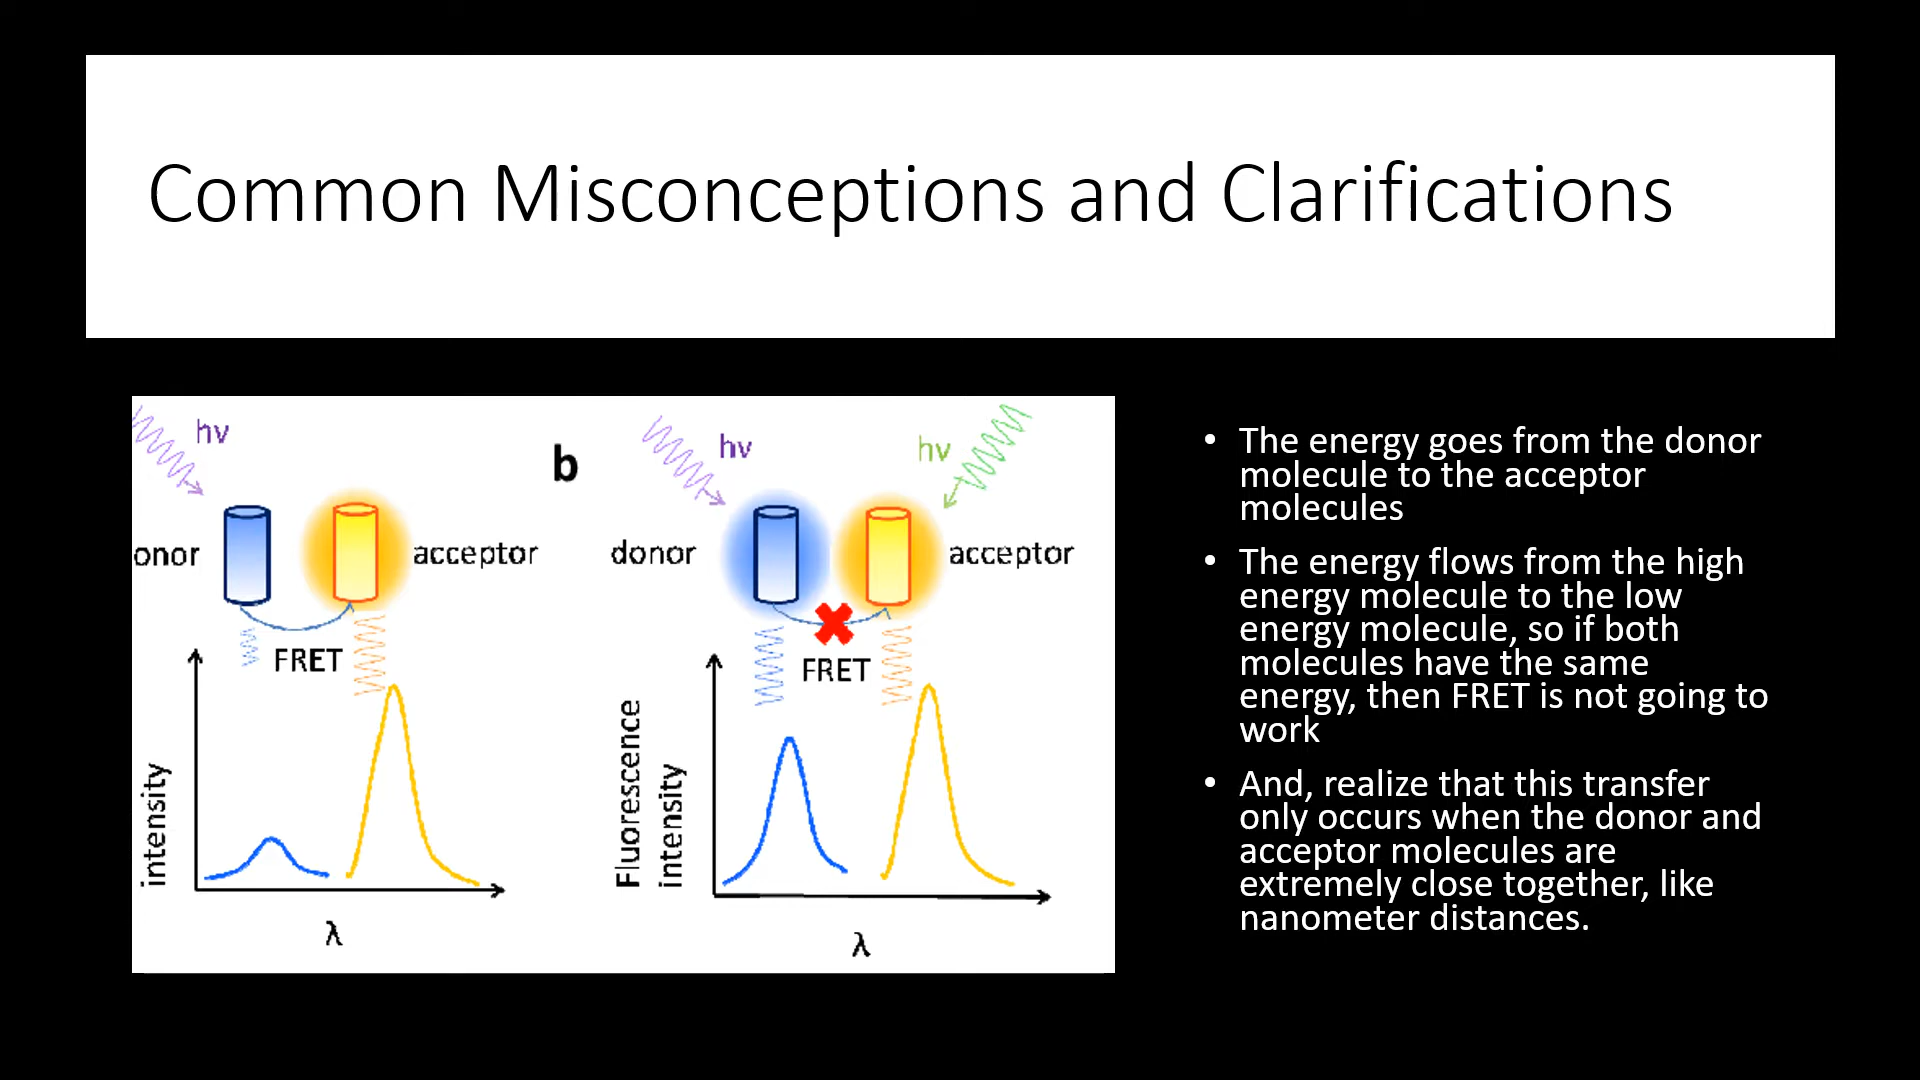 Common Misconceptions and Clarifications
hν
onor
acceptor
FRET
intensity
λ
b
hν
hν
donor
acceptor
FRET
Fluorescence
intensity
λ
• The energy goes from the donor
molecule to the acceptor
molecules
• The energy flows from the high
energy molecule to the low
energy molecule, so if both
molecules have the same
energy, then FRET is not going to
work
• And, realize that this transfer
only occurs when the donor and
acceptor molecules are
extremely close together, like
nanometer distances.